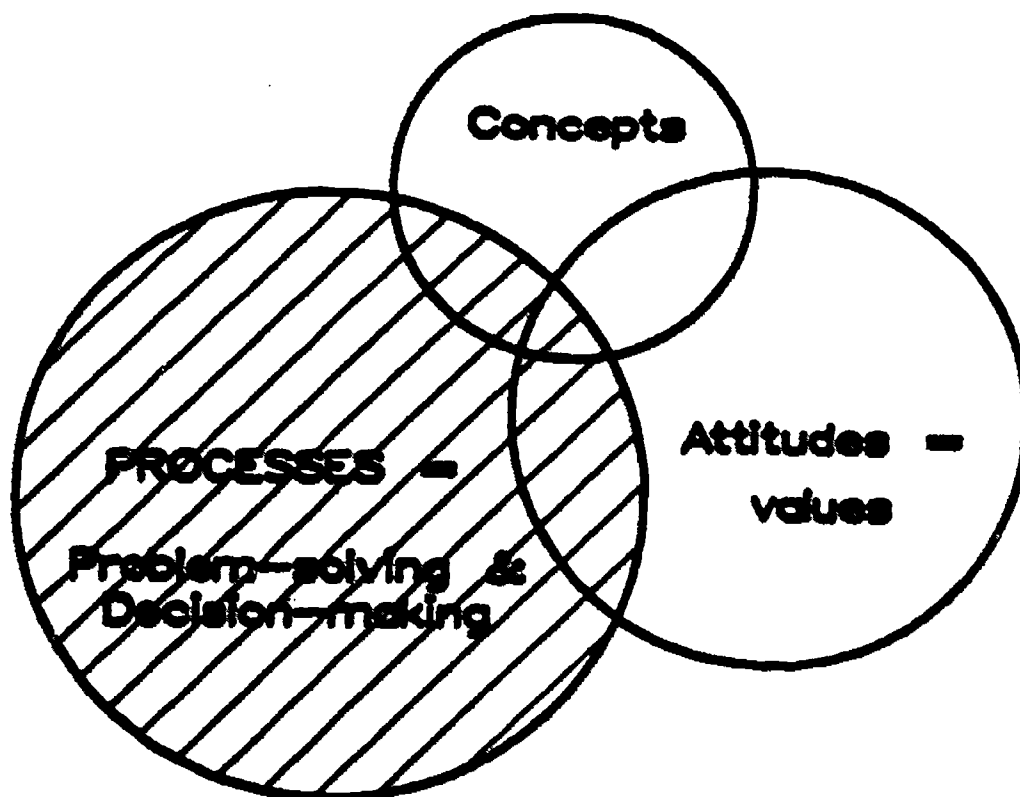 Concepts
Attitudes —
values
PROCESSES —
Problem-solving &
Decision-making